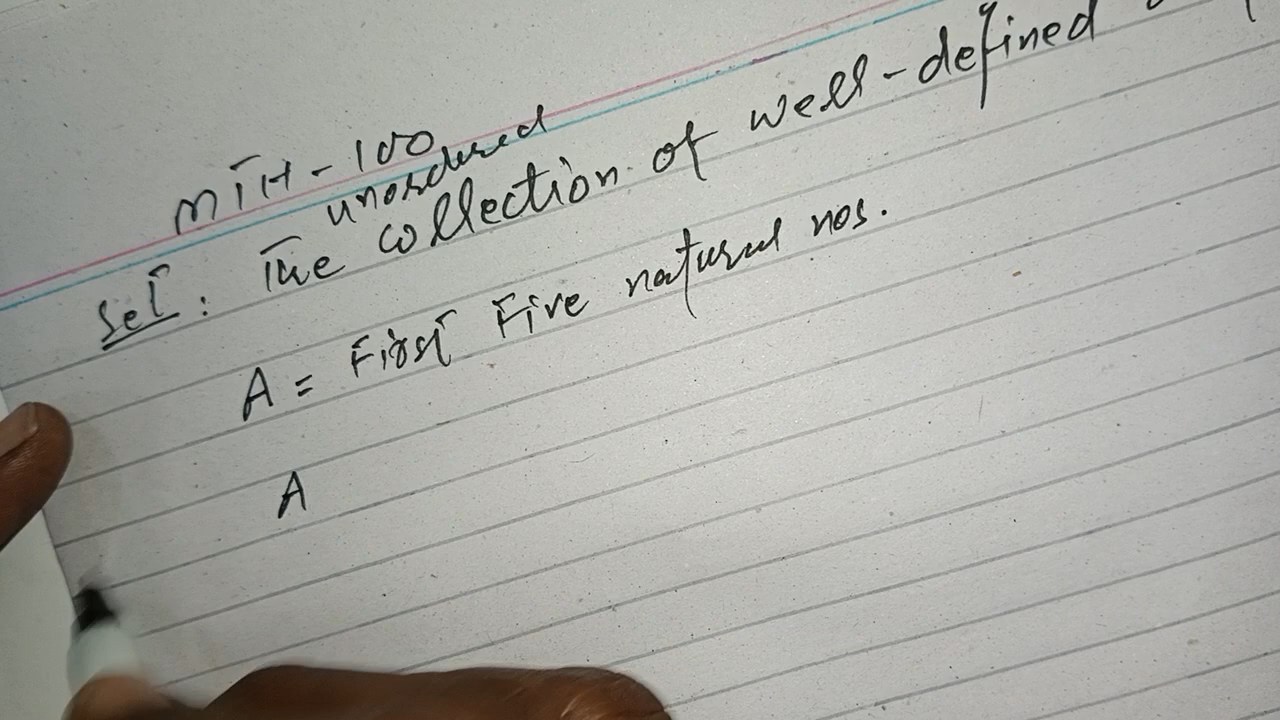 MTH - 100
unordered
Set : The collection of well-defined
A = First Five natural nos.
A